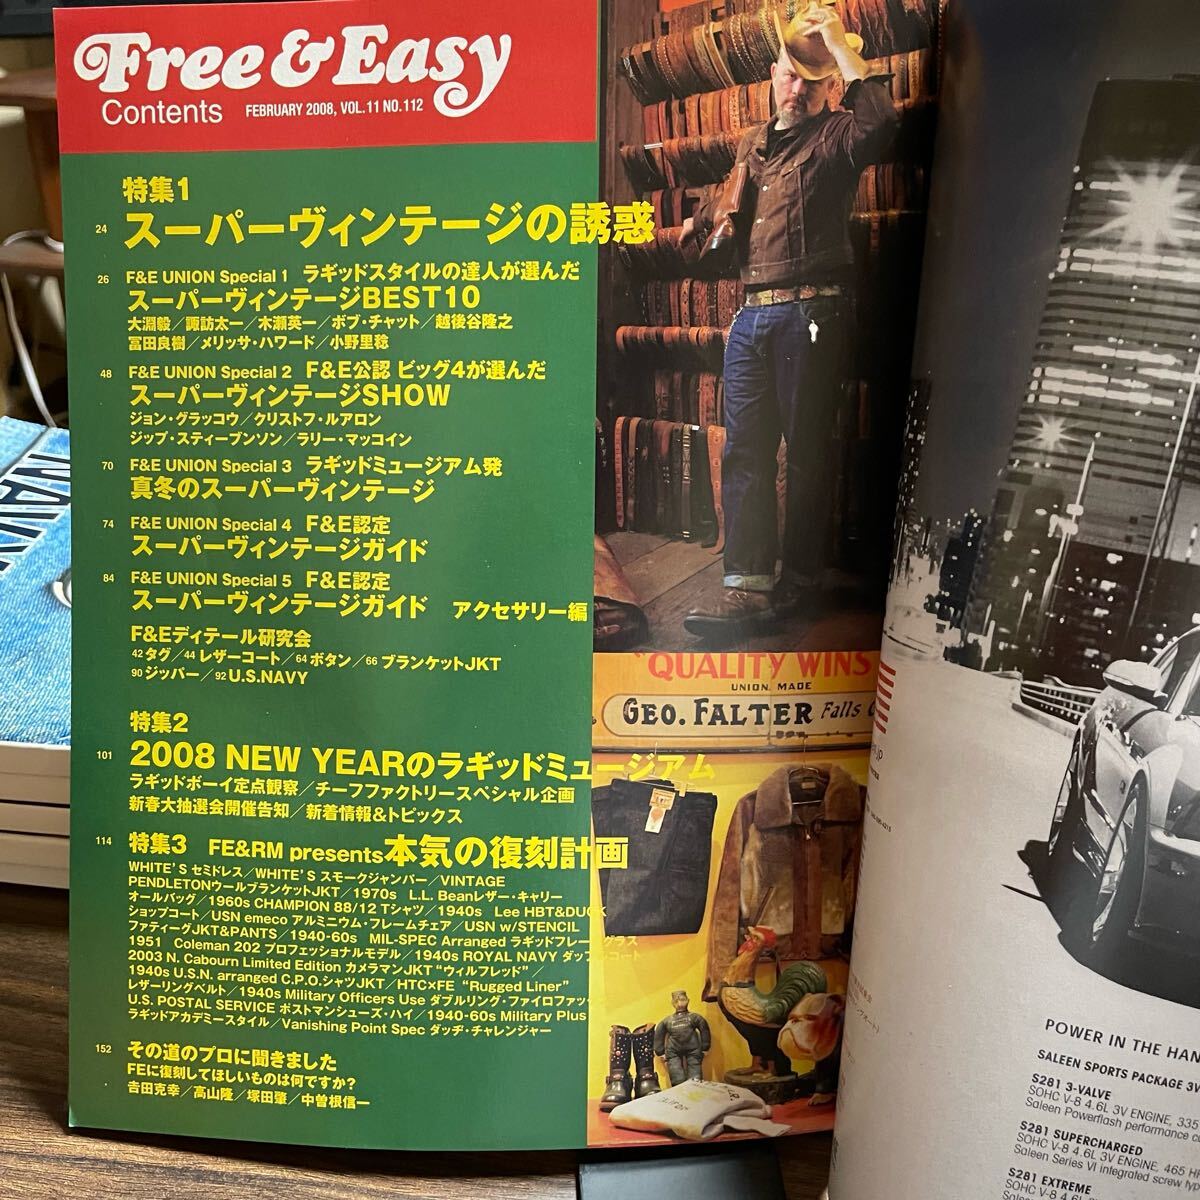 Free & Easy
Contents FEBRUARY 2008, VOL.11 NO.112
特集1
24 スーパーヴィンテージの誘惑
26 F&E UNION Special 1 ラギッドスタイルの達人が選んだ
スーパーヴィンテージBEST10
大淵毅／諏訪太一／木瀬英一／ボブ・チャット／越後谷隆之
冨田良樹／メリッサ・ハワード／小野里稔
48 F&E UNION Special 2 F&E公認 ビッグ4が選んだ
スーパーヴィンテージSHOW
ジョン・グラッコウ／クリストフ・ルアロン
ジップ・スティーブンソン／ラリー・マッコイン
70 F&E UNION Special 3 ラギッドミュージアム発
真冬のスーパーヴィンテージ
74 F&E UNION Special 4 F&E認定
スーパーヴィンテージガイド
84 F&E UNION Special 5 F&E認定
スーパーヴィンテージガイド アクセサリー編
F&Eディテール研究会
42 タグ／44 レザーコート／64 ボタン／66 ブランケットJKT
90 ジッパー／92 U.S.NAVY
特集2
101 2008 NEW YEARのラギッドミュージアム
ラギッドボーイ定点観察／チーフファクトリースペシャル企画
新春大抽選会開催告知／新着情報&トピックス
114 特集3 FE&RM presents本気の復刻計画
WHITE'S セミドレス／WHITE'S スモークジャンパー／VINTAGE
PENDLETONウールブランケットJKT／1970s L.L. Beanレザー・キャリー
オールバッグ／1960s CHAMPION 88/12 Tシャツ／1940s Lee HBT&DUCK
ショップコート／USN emeco アルミニウム・フレームチェア／USN w/STENCIL
ファティーグJKT&PANTS／1940-60s MIL-SPEC Arranged ラギッドフレームグラス
1951 Coleman 202 プロフェッショナルモデル／1940s ROYAL NAVY ダッフルコート
2003 N. Cabourn Limited Edition カメラマンJKT"ウィルフレッド"／
1940s U.S.N. arranged C.P.O.シャツJKT／HTC×FE "Rugged Liner"
レザーリングベルト／1940s Military Officers Use ダブルリング・ファイロファックス
U.S. POSTAL SERVICE ポストマンシューズ・ハイ／1940-60s Military Plus
ラギッドアカデミースタイル／Vanishing Point Spec ダッヂ・チャレンジャー
152 その道のプロに聞きました
FEに復刻してほしいものは何ですか？
吉田克幸／高山隆／塚田肇／中曽根信一
"QUALITY WINS
UNION MADE
GEO. FALTER Falls
POWER IN THE HAN
SALEEN SPORTS PACKAGE 3V
S281 3-VALVE
SOHC V-8 4.6L 3V ENGINE, 335
Saleen Powerflash performance
S281 SUPERCHARGED
SOHC V-8 4.6L 3V ENGINE, 465 H
Saleen Series VI integrated screw typ
S281 EXTREME
SOHC V-8 4.6L